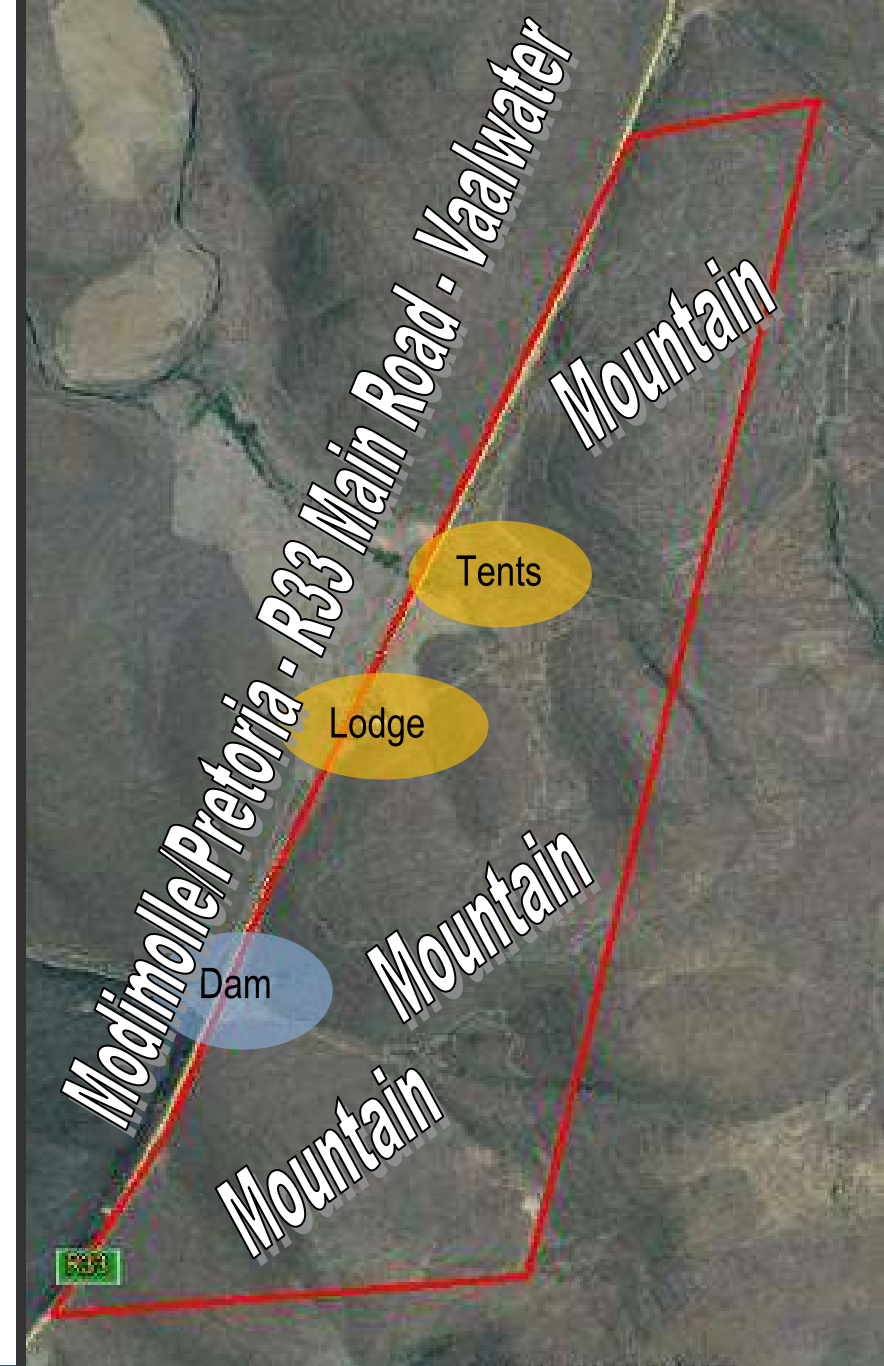 Modimolle/Pretoria - R33 Main Road - Vaalwater
Mountain
Tents
Lodge
Mountain
Dam
Mountain
R33